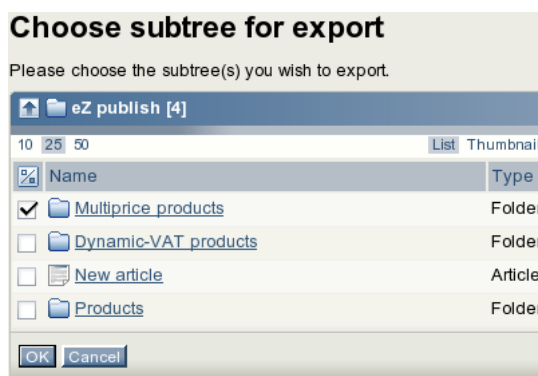 Choose subtree for export
Please choose the subtree(s) you wish to export.
eZ publish [4]
10 25 50 List Thumbnail
Name Type
Multiprice products Folder
Dynamic-VAT products Folder
New article Article
Products Folder
OK Cancel